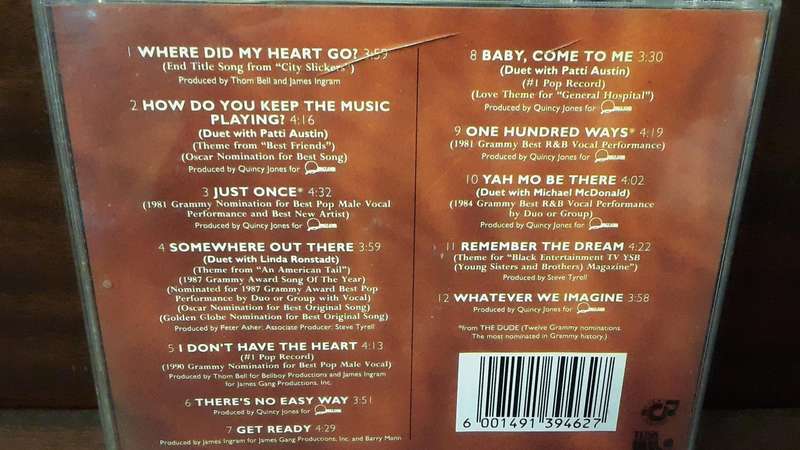 1 WHERE DID MY HEART GO? 3:59
(End Title Song from "City Slickers")
Produced by Thom Bell and James Ingram
2 HOW DO YOU KEEP THE MUSIC
PLAYING? 4:16
(Duet with Patti Austin)
(Theme from "Best Friends")
(Oscar Nomination for Best Song)
Produced by Quincy Jones for
3 JUST ONCE* 4:32
(1981 Grammy Nomination for Best Pop Male Vocal
Performance and Best New Artist)
Produced by Quincy Jones for
4 SOMEWHERE OUT THERE 3:59
(Duet with Linda Ronstadt)
(Theme from "An American Tail")
(1987 Grammy Award Song Of The Year)
(Nominated for 1987 Grammy Award Best Pop
Performance by Duo or Group with Vocal)
(Oscar Nomination for Best Original Song)
(Golden Globe Nomination for Best Original Song)
Produced by Peter Asher; Associate Producer: Steve Tyrell
5 I DON'T HAVE THE HEART 4:13
(#1 Pop Record)
(1990 Grammy Nomination for Best Pop Male Vocal)
Produced by Thom Bell for Bellboy Productions and James Ingram
for James Gang Productions, Inc.
6 THERE'S NO EASY WAY 3:51
Produced by Quincy Jones for
7 GET READY 4:29
Produced by James Ingram for James Gang Productions, Inc. and Barry Mann
8 BABY, COME TO ME 3:30
(Duet with Patti Austin)
(#1 Pop Record)
(Love Theme for "General Hospital")
Produced by Quincy Jones for
9 ONE HUNDRED WAYS* 4:19
(1981 Grammy Best R&B Vocal Performance)
Produced by Quincy Jones for
10 YAH MO BE THERE 4:02
(Duet with Michael McDonald)
(1984 Grammy Best R&B Vocal Performance
by Duo or Group)
Produced by Quincy Jones for
11 REMEMBER THE DREAM 4:22
(Theme for "Black Entertainment TV YSB
(Young Sisters and Brothers) Magazine")
Produced by Steve Tyrell
12 WHATEVER WE IMAGINE 3:58
Produced by Quincy Jones for
*from THE DUDE (Twelve Grammy nominations.
The most nominated in Grammy history.)
6 001491 394627